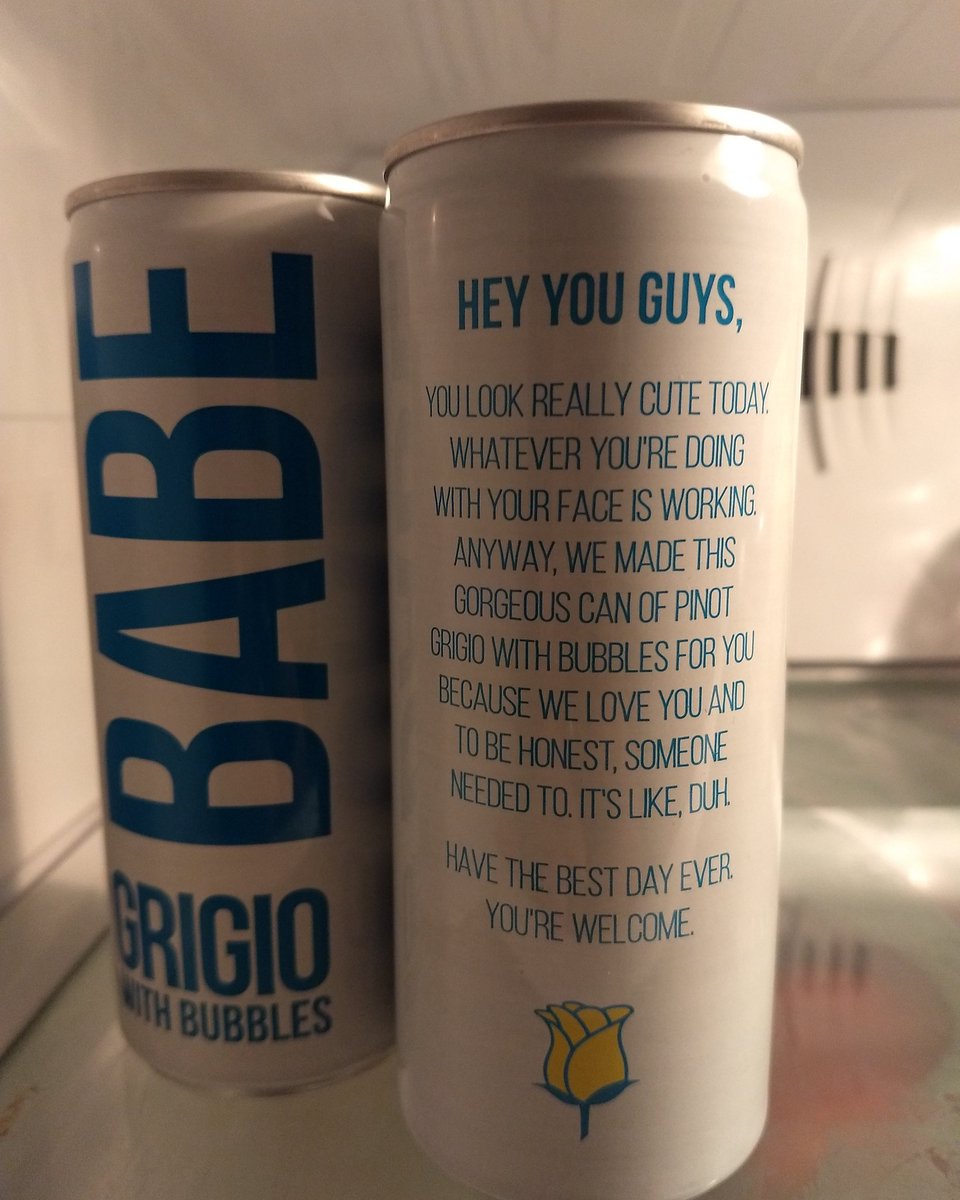 BABE
GRIGIO
WITH BUBBLES
HEY YOU GUYS,
YOU LOOK REALLY CUTE TODAY.
WHATEVER YOU'RE DOING
WITH YOUR FACE IS WORKING.
ANYWAY, WE MADE THIS
GORGEOUS CAN OF PINOT
GRIGIO WITH BUBBLES FOR YOU
BECAUSE WE LOVE YOU AND
TO BE HONEST, SOMEONE
NEEDED TO. IT'S LIKE, DUH.
HAVE THE BEST DAY EVER.
YOU'RE WELCOME.